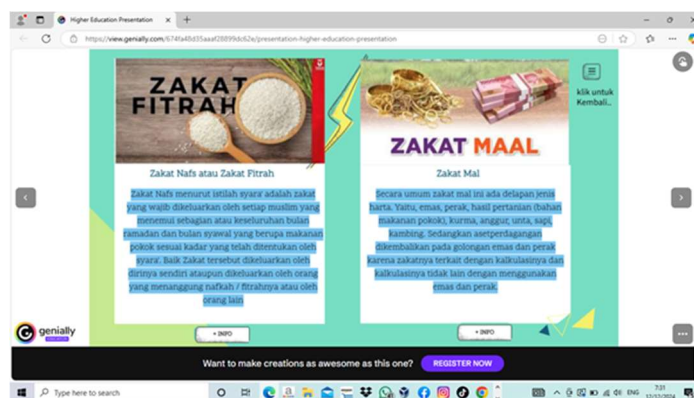 Higher Education Presentation
https://view.genially.com/674fa48d35aaaf28899dc62e/presentation-higher-education-presentation
ZAKAT
FITRAH
Zakat Nafs atau Zakat Fitrah
Zakat Nafs menurut istilah syara' adalah zakat
yang wajib dikeluarkan oleh setiap muslim yang
menemui sebagian atau keseluruhan bulan
ramadan dan bulan syawal yang berupa makanan
pokok sesuai kadar yang telah ditentukan oleh
syara'. Baik Zakat tersebut dikeluarkan oleh
dirinya sendiri ataupun dikeluarkan oleh orang
yang menanggung nafkah / fitrahnya atau oleh
orang lain
+ INFO
ZAKAT MAAL
Zakat Mal
Secara umum zakat mal ini ada delapan jenis
harta. Yaitu, emas, perak, hasil pertanian (bahan
makanan pokok), kurma, anggur, unta, sapi,
kambing. Sedangkan asetperdagangan
dikembalikan pada golongan emas dan perak
karena zakatnya terkait dengan kalkulasinya dan
kalkulasinya tidak lain dengan menggunakan
emas dan perak.
+ INFO
klik untuk
Kembali..
genially
Want to make creations as awesome as this one?
REGISTER NOW
Type here to search
ENG
7:31
12/12/2024